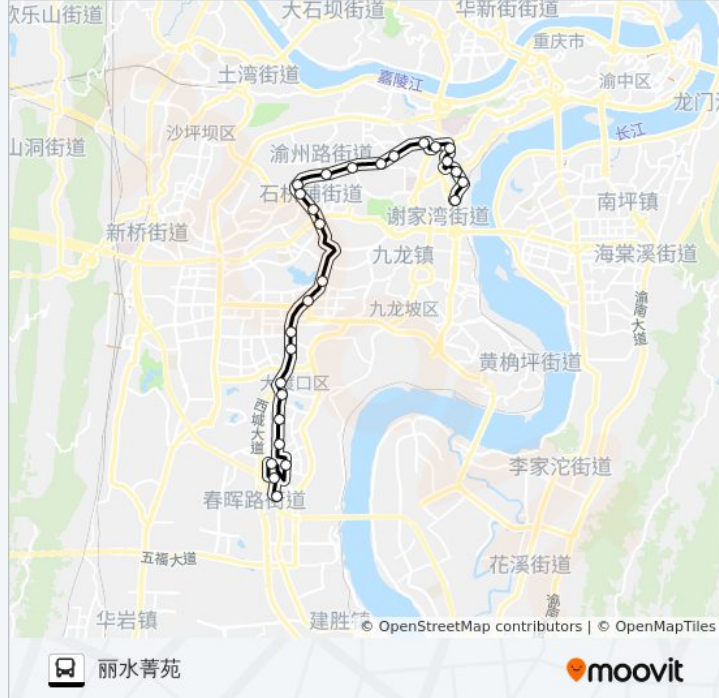 歌乐山街道
大石坝街道
华新街街道
重庆市
土湾街道
嘉陵江
渝中区
沙坪坝区
长江
山洞街道
渝州路街道
石桥铺街道
谢家湾街道
南坪镇
新桥街道
九龙镇
海棠溪街道
渝南大道
九龙坡区
黄桷坪街道
大渡口区
西城大道
李家沱街道
春晖路街道
五福大道
花溪街道
华岩镇
建胜镇
© OpenStreetMap contributors | © OpenMapTiles
丽水菁苑
moovit